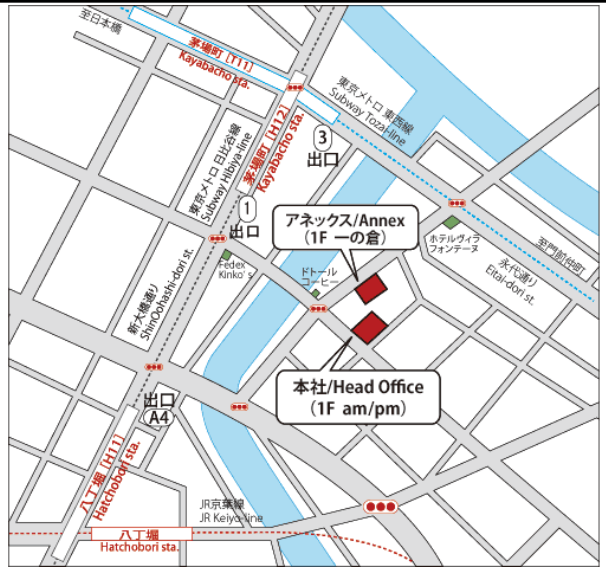 至日本橋
茅場町 [T11]
Kayabacho sta.
東京メトロ 東西線
Subway Tozai-line
茅場町 [H12]
Kayabacho sta.
東京メトロ 日比谷線
Subway Hibiya-line
3
出口
1
出口
アネックス/Annex
(1F 一の倉)
ホテルヴィラ
フォンテーヌ
至門前仲町
永代通り
Eital-dori st.
Fedex
Kinko's
ドトール
コーヒー
新大橋通り
ShinOohashi-dori st.
本社/Head Office
(1F am/pm)
出口
A4
八丁堀 [H11]
Hatchobori sta.
JR京葉線
JR Keiyo-line
八丁堀
Hatchobori sta.